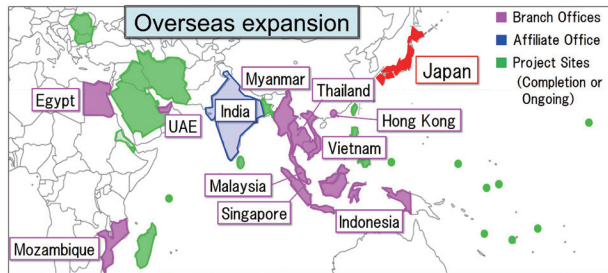 Overseas expansion
Branch Offices
Affiliate Office
Project Sites
(Completion or
Ongoing)
Japan
Myanmar
Thailand
Egypt
India
UAE
Hong Kong
Vietnam
Malaysia
Singapore
Indonesia
Mozambique